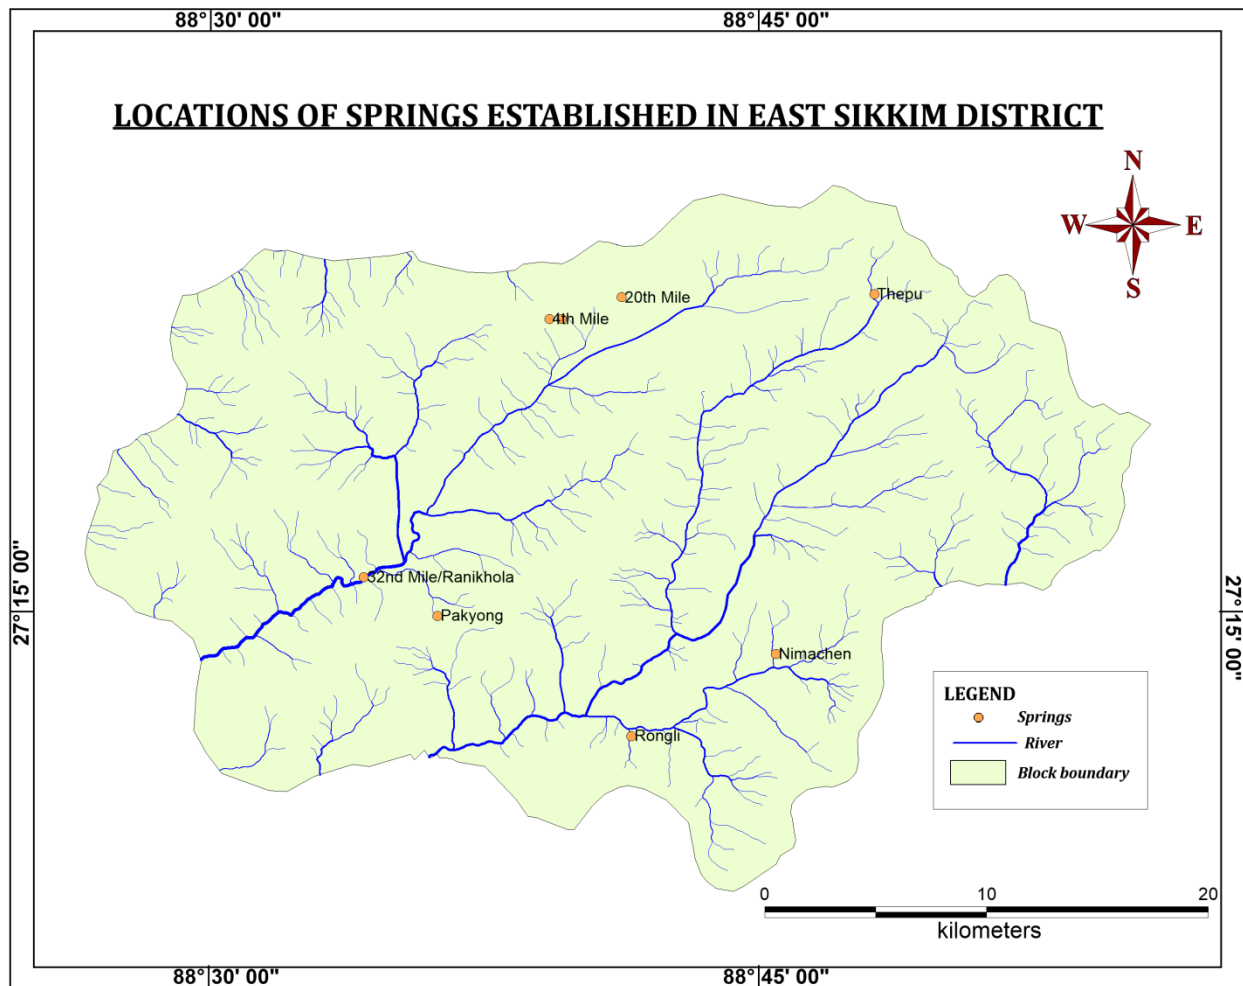 88° 30' 00"
88° 45' 00"
LOCATIONS OF SPRINGS ESTABLISHED IN EAST SIKKIM DISTRICT
N
W
E
S
20th Mile
Thepu
4th Mile
32nd Mile/Ranikhola
27° 15' 00"
27° 15' 00"
Pakyong
Nimachen
Rongli
LEGEND
Springs
River
Block boundary
0 10 20
kilometers
88° 30' 00"
88° 45' 00"